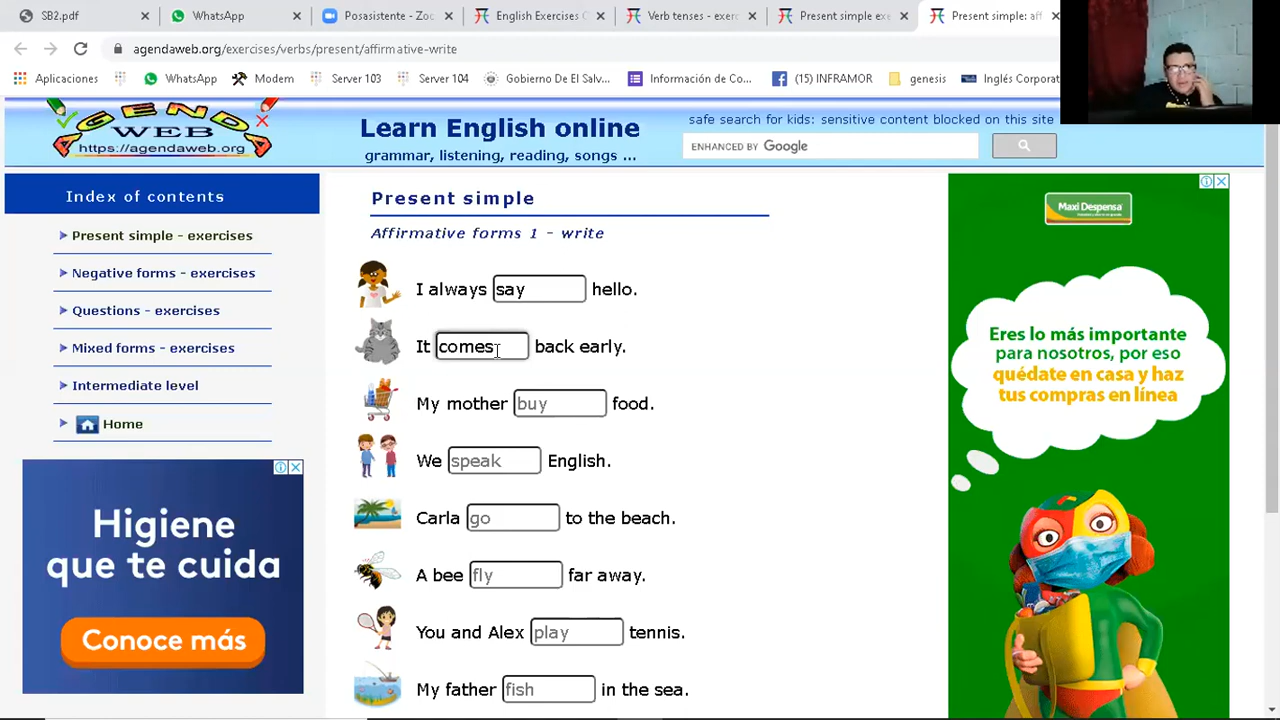 SB2.pdf
WhatsApp
Pixiasistente - Zoc
English Exercises C
Verb tenses - exerc
Present simple exe
Present simple: aff
agendaweb.org/exercises/verbs/present/affirmative-write
Aplicaciones
WhatsApp
Modem
Server 103
Server 104
Gobierno De El Salv...
Información de Co...
(15) INFRAMOR
genesis
Inglés Corporat
AGENDA
WEB
https://agendaweb.org
Learn English online
grammar, listening, reading, songs ...
safe search for kids: sensitive content blocked on this site
ENHANCED BY Google
Index of contents
Present simple - exercises
Negative forms - exercises
Questions - exercises
Mixed forms - exercises
Intermediate level
Home
Higiene
que te cuida
Conoce más
Present simple
Affirmative forms 1 - write
I always say hello.
It comes back early.
My mother buy food.
We speak English.
Carla go to the beach.
A bee fly far away.
You and Alex play tennis.
My father fish in the sea.
Maxi Despensa
Eres lo más importante
para nosotros, por eso
quédate en casa y haz
tus compras en línea